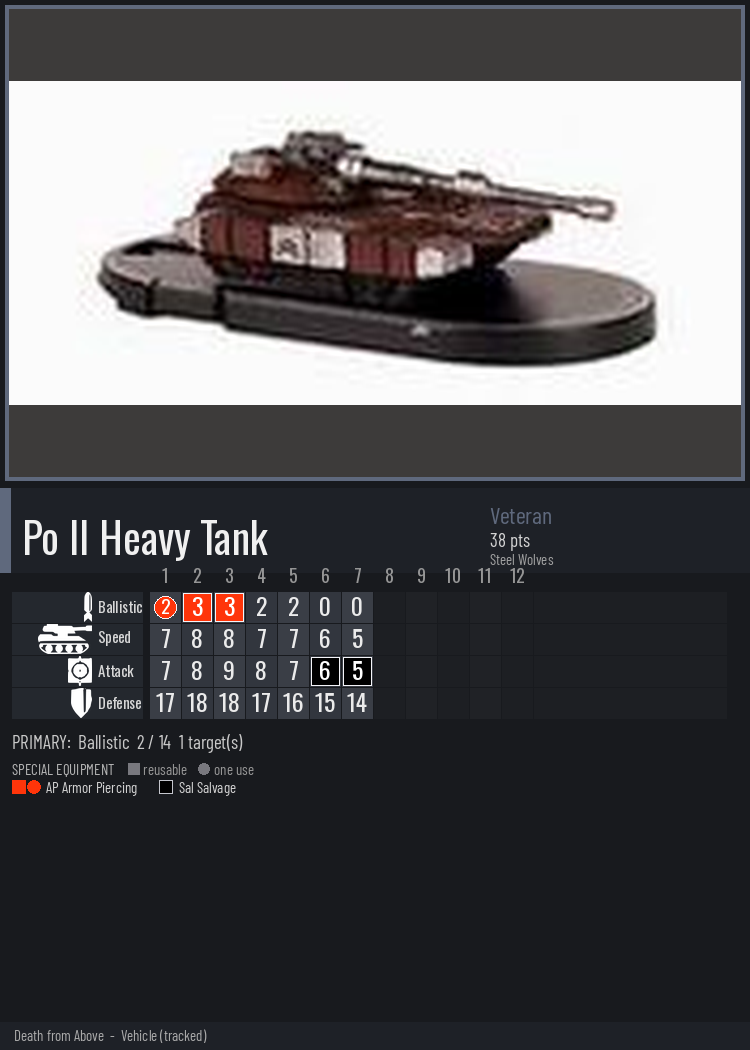 Po II Heavy Tank
Veteran
38 pts
Steel Wolves
1 2 3 4 5 6 7 8 9 10 11 12
Ballistic 2 3 3 2 2 0 0
Speed 7 8 8 7 7 6 5
Attack 7 8 9 8 7 6 5
Defense 17 18 18 17 16 15 14
PRIMARY: Ballistic 2 / 14 1 target(s)
SPECIAL EQUIPMENT reusable one use
AP Armor Piercing Sal Salvage
Death from Above - Vehicle (tracked)